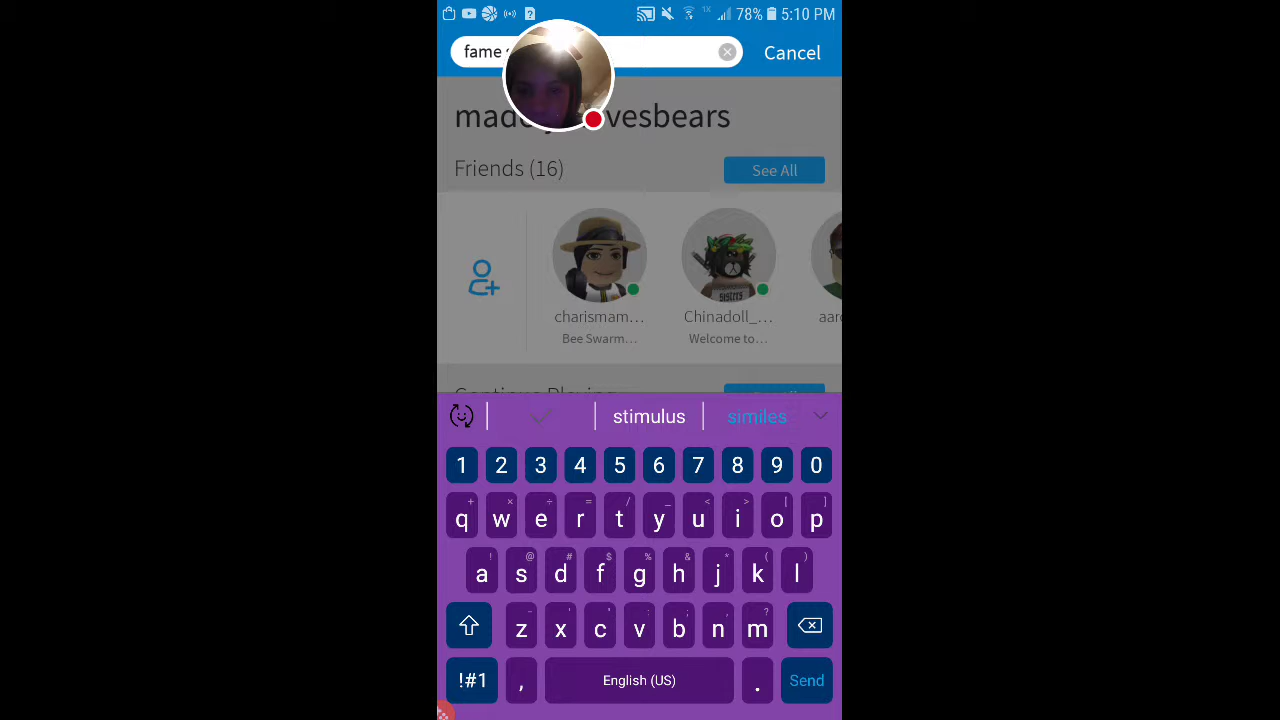 78% 5:10 PM
fame Cancel
vesbears
Friends (16) See All
charismam... Chinadoll_...
Bee Swarm... Welcome to...
stimulus similes
1 2 3 4 5 6 7 8 9 0
q w e r t y u i o p
a s d f g h j k l
z x c v b n m
!#1 , English (US) . Send